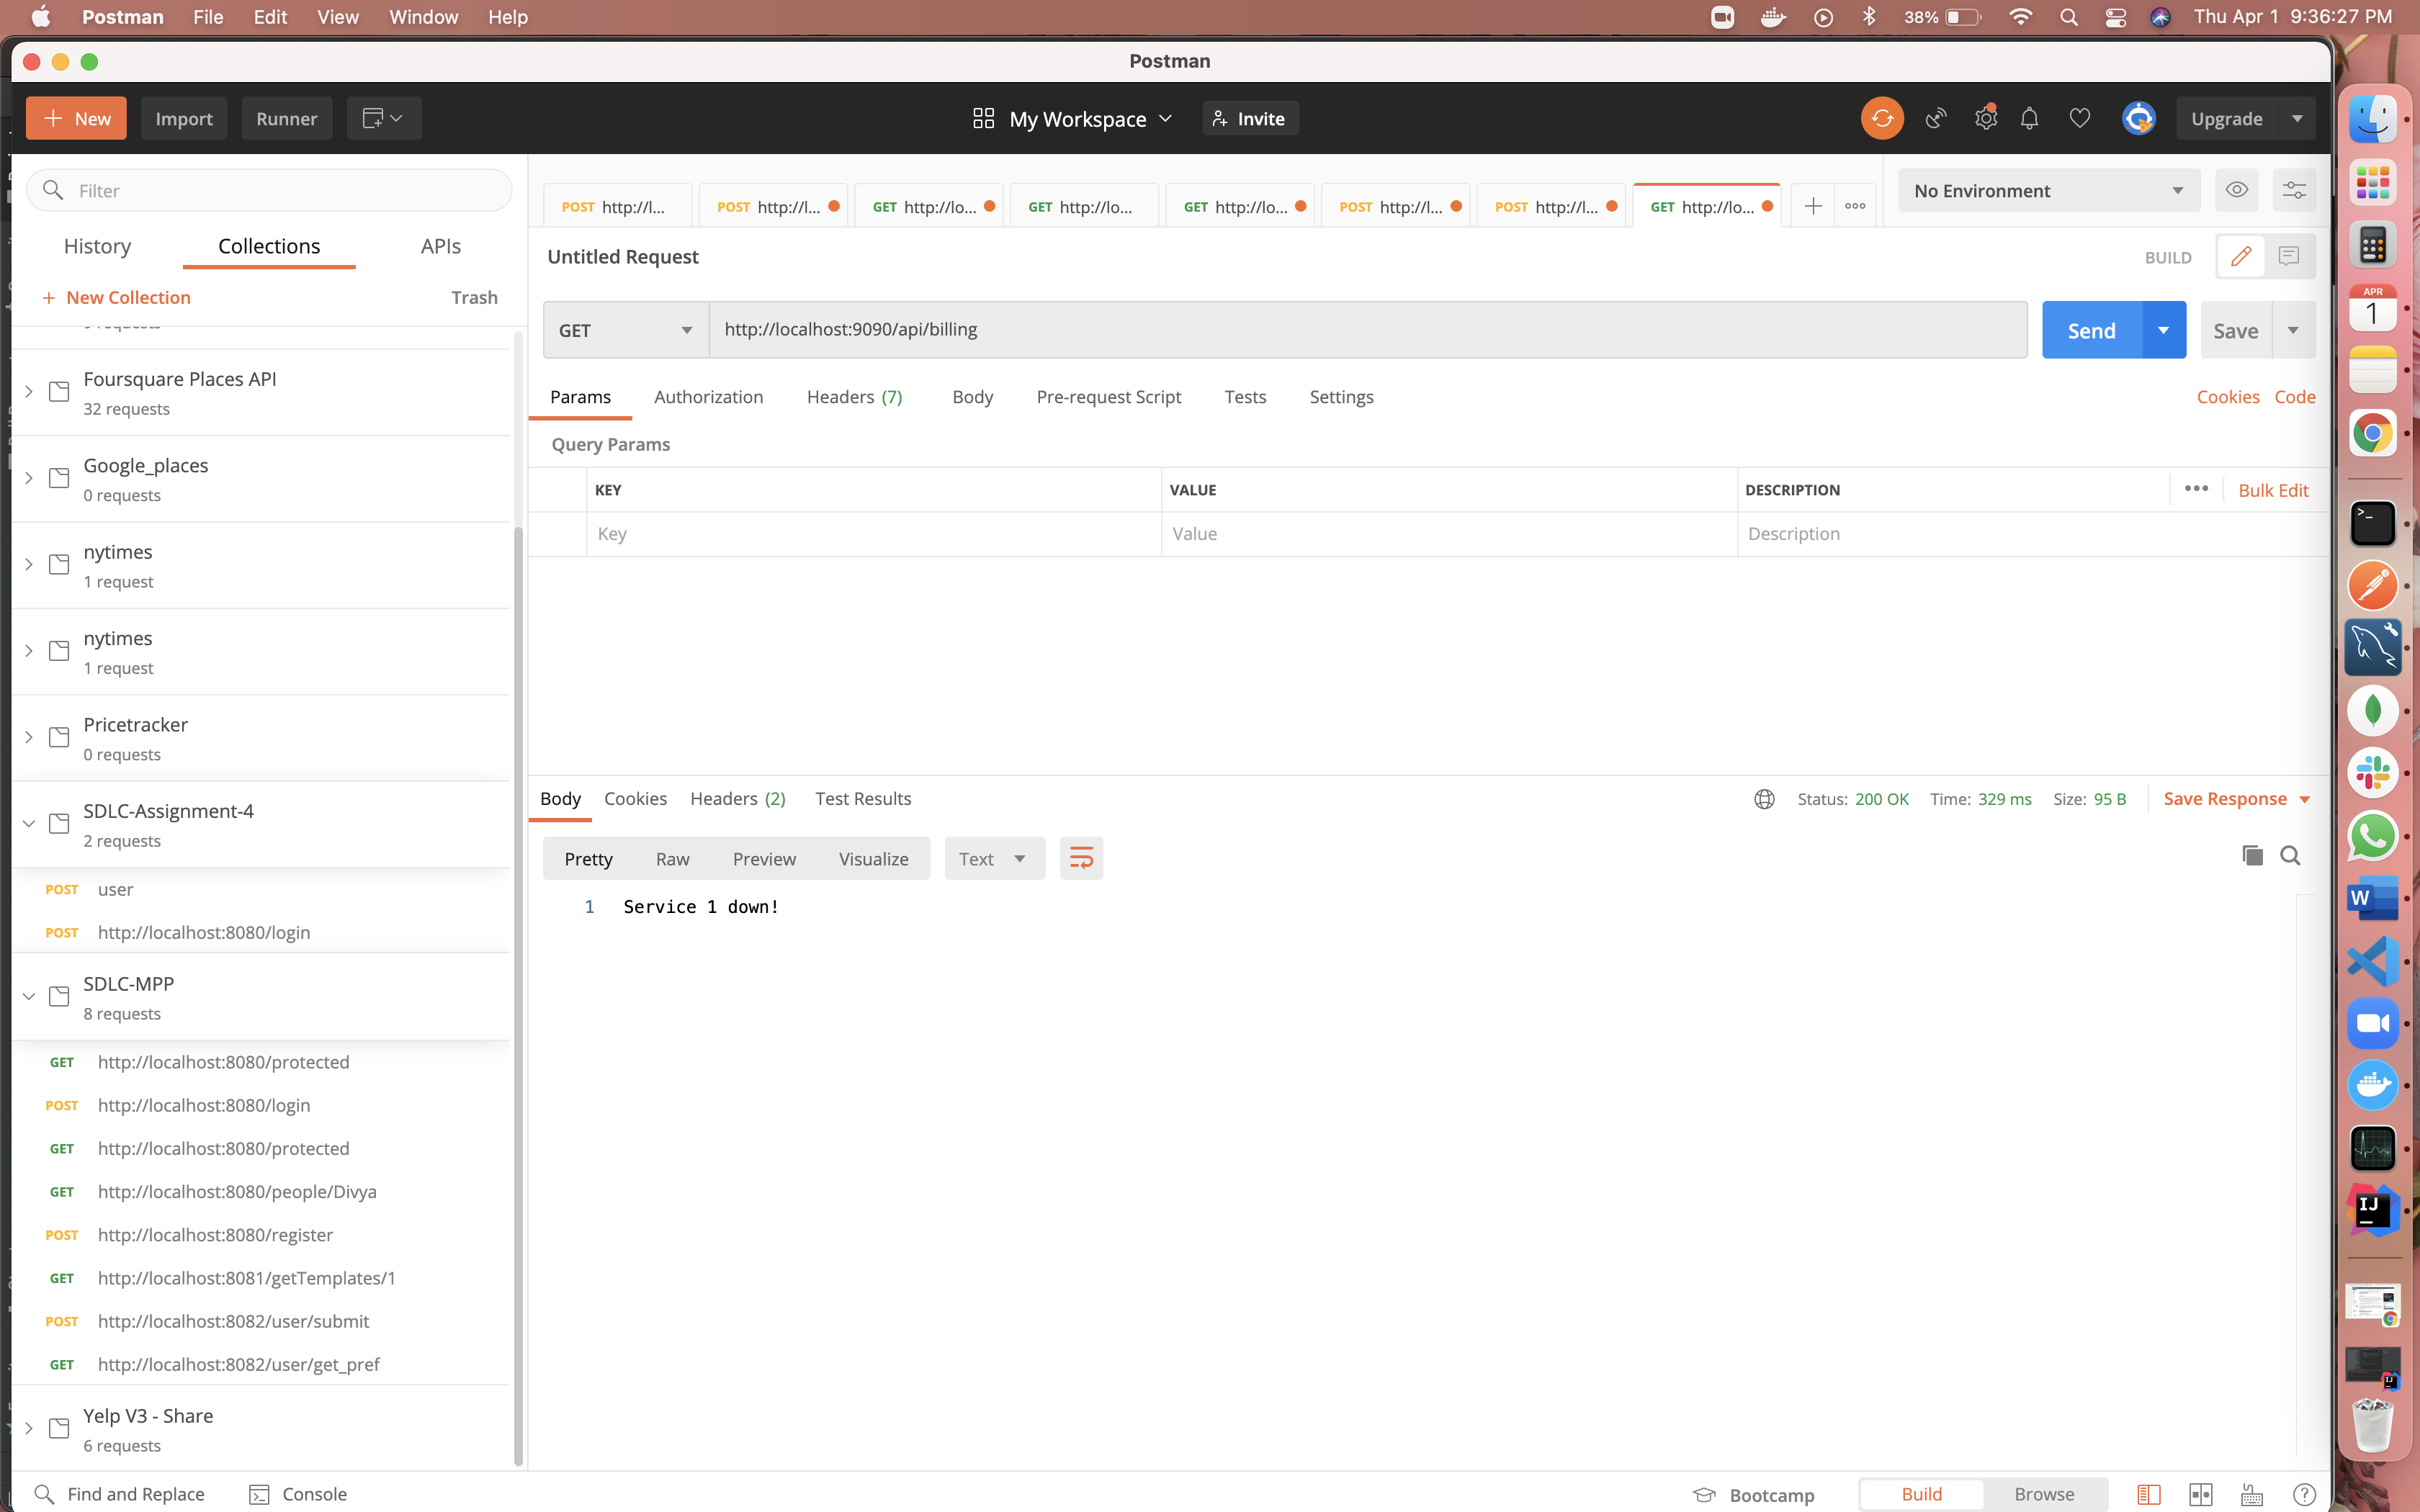 Postman File Edit View Window Help 38% Thu Apr 1 9:36:27 PM
Postman
New Import Runner My Workspace Invite Upgrade
Filter
History Collections APIs
+ New Collection Trash
Foursquare Places API
32 requests
Google_places
0 requests
nytimes
1 request
nytimes
1 request
Pricetracker
0 requests
SDLC-Assignment-4
2 requests
POST user
POST http://localhost:8080/login
SDLC-MPP
8 requests
GET http://localhost:8080/protected
POST http://localhost:8080/login
GET http://localhost:8080/protected
GET http://localhost:8080/people/Divya
POST http://localhost:8080/register
GET http://localhost:8081/getTemplates/1
POST http://localhost:8082/user/submit
GET http://localhost:8082/user/get_pref
Yelp V3 - Share
6 requests
POST http://l... POST http://l... GET http://lo... GET http://lo... GET http://lo... POST http://l... POST http://l... GET http://lo... No Environment
Untitled Request BUILD
GET http://localhost:9090/api/billing Send Save
Params Authorization Headers (7) Body Pre-request Script Tests Settings Cookies Code
Query Params
KEY VALUE DESCRIPTION Bulk Edit
Key Value Description
Body Cookies Headers (2) Test Results Status: 200 OK Time: 329 ms Size: 95 B Save Response
Pretty Raw Preview Visualize Text
1 Service 1 down!
Find and Replace Console Bootcamp Build Browse
APR
1
W
IJ